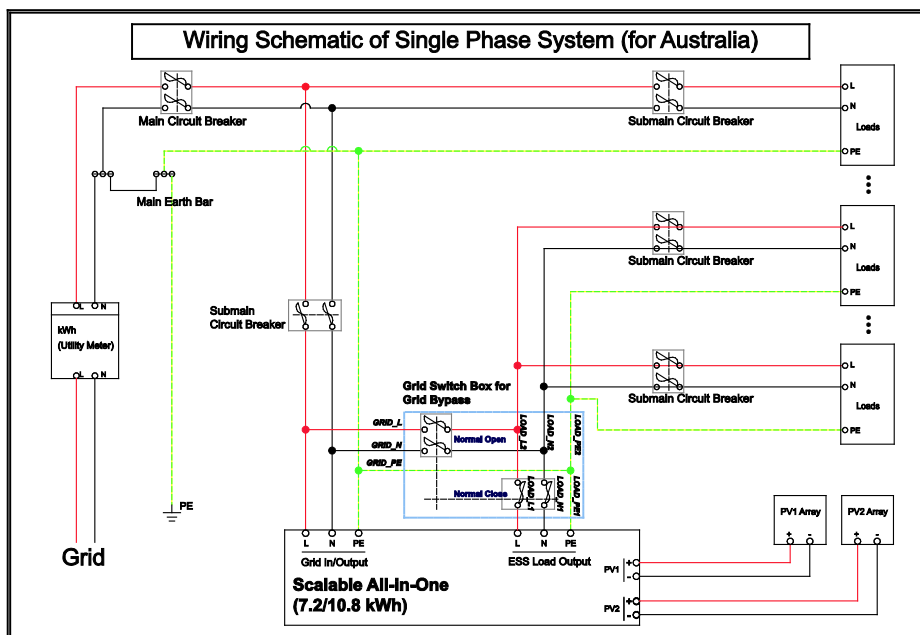 Wiring Schematic of Single Phase System (for Australia)
L
N
Loads
PE
Main Circuit Breaker
Submain Circuit Breaker
Main Earth Bar
L
N
Loads
PE
Submain Circuit Breaker
L N
kWh
(Utility Meter)
L N
Submain
Circuit Breaker
L
N
Loads
PE
Submain Circuit Breaker
Grid Switch Box for
Grid Bypass
GRID_L
GRID_N
GRID_PE
Normal Open
LOAD_L2
LOAD_N2
LOAD_PE2
Normal Close
LOAD_L1
LOAD_N1
LOAD_PE1
PE
Grid
L N PE
Grid In/Output
L N PE
ESS Load Output
Scalable All-In-One
(7.2/10.8 kWh)
PV1 + -
PV2 + -
PV1 Array
+ -
PV2 Array
+ -